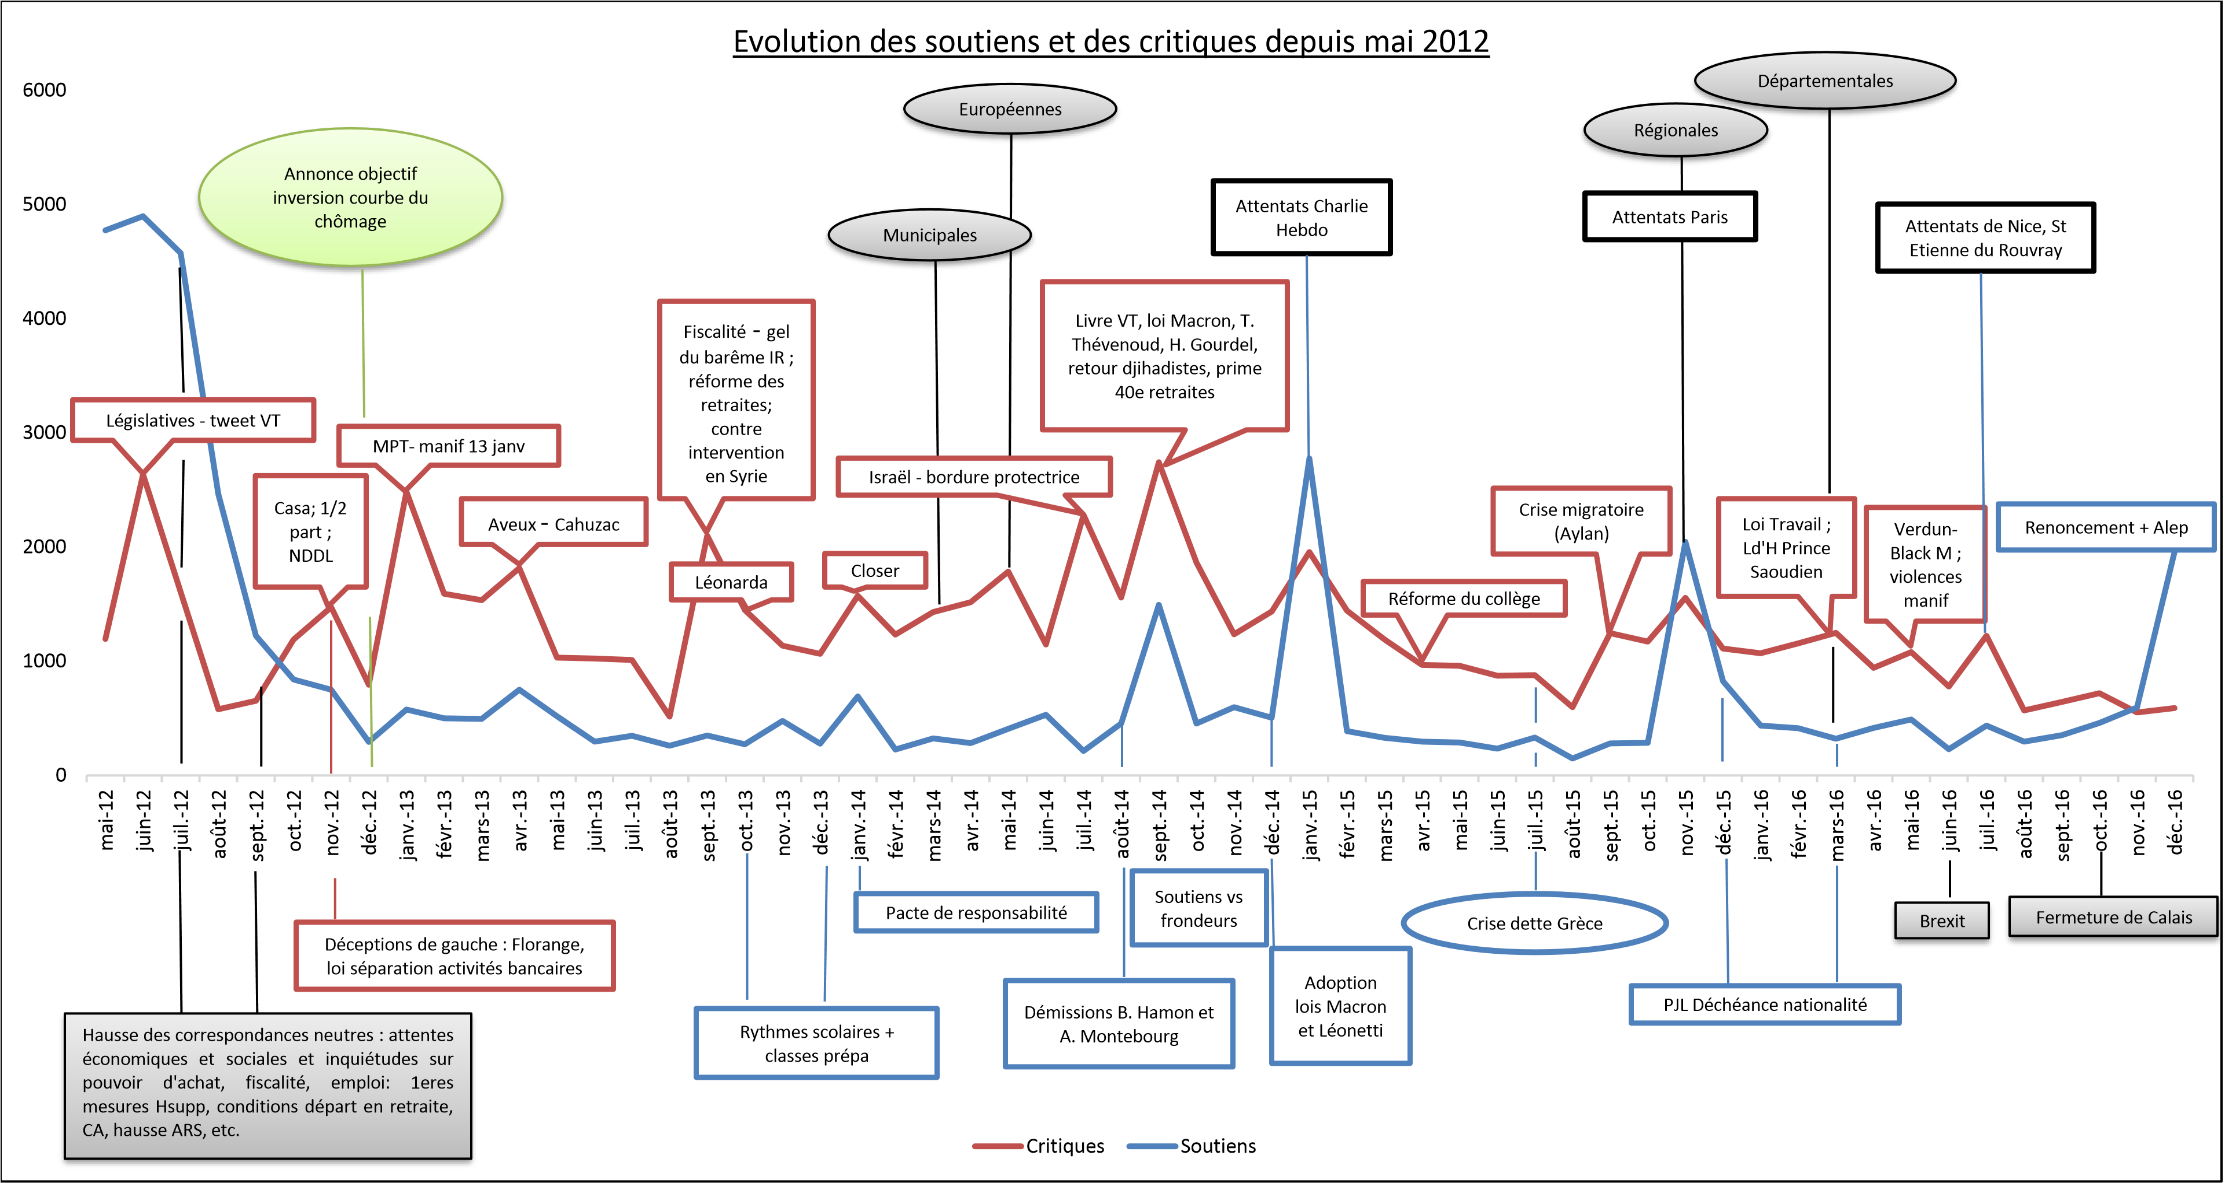 Evolution des soutiens et des critiques depuis mai 2012
6000
5000
4000
3000
2000
1000
0
Annonce objectif
inversion courbe du
chômage
Européennes
Municipales
Départementales
Régionales
Attentats Charlie
Hebdo
Attentats Paris
Attentats de Nice, St
Etienne du Rouvray
Législatives - tweet VT
MPT- manif 13 janv
Casa; 1/2
part ;
NDDL
Aveux – Cahuzac
Fiscalité – gel
du barême IR ;
réforme des
retraites;
contre
intervention
en Syrie
Léonarda
Closer
Israël - bordure protectrice
Livre VT, loi Macron, T.
Thévenoud, H. Gourdel,
retour djihadistes, prime
40e retraites
Réforme du collège
Crise migratoire
(Aylan)
Loi Travail ;
Ld'H Prince
Saoudien
Verdun-
Black M ;
violences
manif
Renoncement + Alep
mai-12
juin-12
juil.-12
août-12
sept.-12
oct.-12
nov.-12
déc.-12
janv.-13
févr.-13
mars-13
avr.-13
mai-13
juin-13
juil.-13
août-13
sept.-13
oct.-13
nov.-13
déc.-13
janv.-14
févr.-14
mars-14
avr.-14
mai-14
juin-14
juil.-14
août-14
sept.-14
oct.-14
nov.-14
déc.-14
janv.-15
févr.-15
mars-15
avr.-15
mai-15
juin-15
juil.-15
août-15
sept.-15
oct.-15
nov.-15
déc.-15
janv.-16
févr.-16
mars-16
avr.-16
mai-16
juin-16
juil.-16
août-16
sept.-16
oct.-16
nov.-16
déc.-16
Déceptions de gauche : Florange,
loi séparation activités bancaires
Hausse des correspondances neutres : attentes
économiques et sociales et inquiétudes sur
pouvoir d'achat, fiscalité, emploi: 1eres
mesures Hsupp, conditions départ en retraite,
CA, hausse ARS, etc.
Rythmes scolaires +
classes prépa
Pacte de responsabilité
Démissions B. Hamon et
A. Montebourg
Soutiens vs
frondeurs
Adoption
lois Macron
et Léonetti
Crise dette Grèce
PJL Déchéance nationalité
Brexit
Fermeture de Calais
Critiques
Soutiens